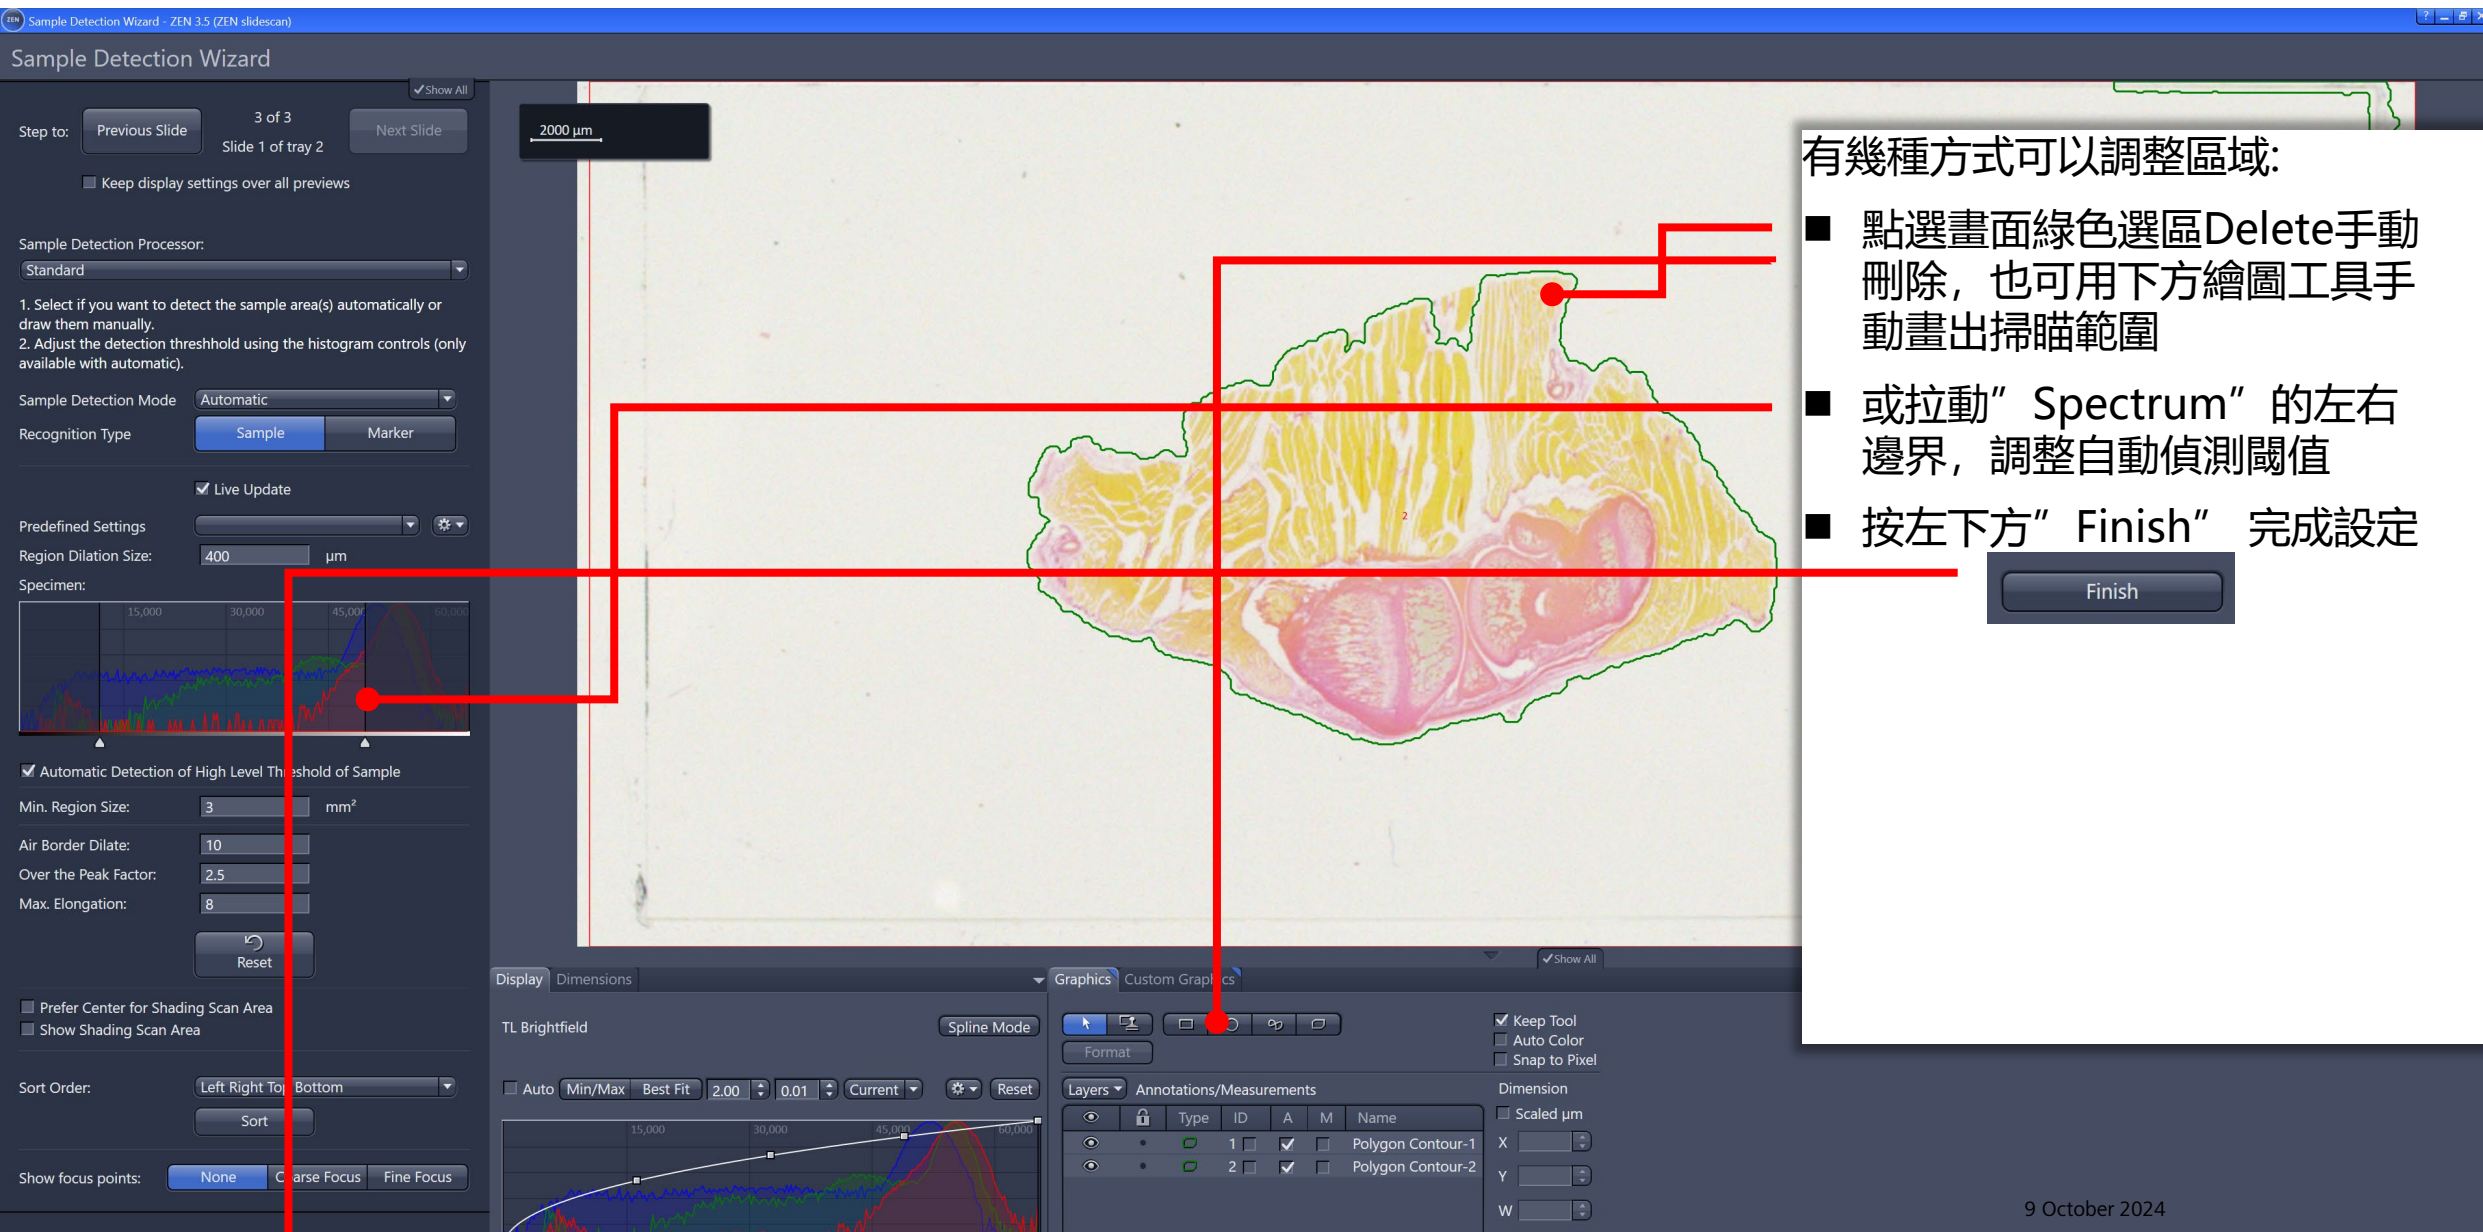 Sample Detection Wizard - ZEN 3.5 (ZEN slidescan)
Sample Detection Wizard
Show All
Step to:
Previous Slide
3 of 3
Slide 1 of tray 2
Next Slide
Keep display settings over all previews
Sample Detection Processor:
Standard
1. Select if you want to detect the sample area(s) automatically or
draw them manually.
2. Adjust the detection threshhold using the histogram controls (only
available with automatic).
Sample Detection Mode
Automatic
Recognition Type
Sample
Marker
Live Update
Predefined Settings
Region Dilation Size:
400
µm
Specimen:
15,000
30,000
45,000
60,000
Automatic Detection of High Level Threshold of Sample
Min. Region Size:
3
mm²
Air Border Dilate:
10
Over the Peak Factor:
2.5
Max. Elongation:
8
Reset
Prefer Center for Shading Scan Area
Show Shading Scan Area
Sort Order:
Left Right Top Bottom
Sort
Show focus points:
None
Coarse Focus
Fine Focus
2000 µm
2
有幾種方式可以調整區域:
■ 點選畫面綠色選區Delete手動
刪除，也可用下方繪圖工具手
動畫出掃瞄範圍
■ 或拉動”Spectrum”的左右
邊界，調整自動偵測閾值
■ 按左下方”Finish” 完成設定
Finish
Show All
Display
Dimensions
TL Brightfield
Spline Mode
Auto
Min/Max
Best Fit
2.00
0.01
Current
Reset
15,000
30,000
45,000
60,000
Graphics
Custom Graphics
Format
Keep Tool
Auto Color
Snap to Pixel
Layers
Annotations/Measurements
Type ID A M Name
1 Polygon Contour-1
2 Polygon Contour-2
Dimension
Scaled µm
X
Y
W
9 October 2024